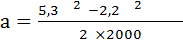 a = 5,3 ² −2,2 ²
2 ×2000